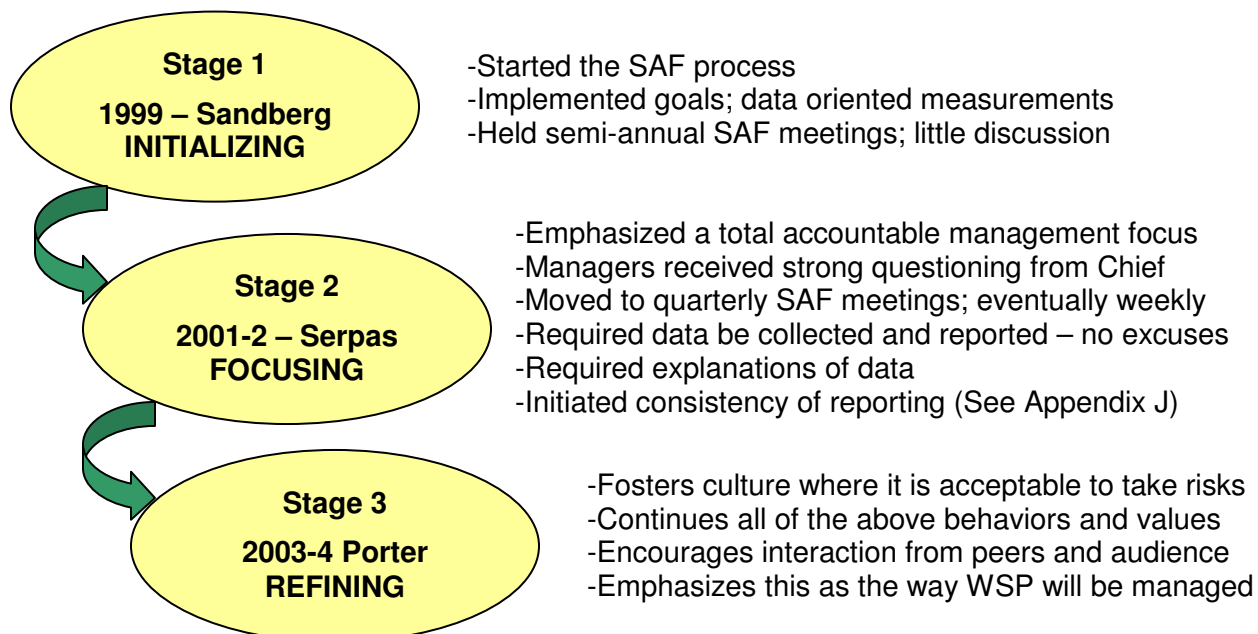 Stage 1
1999 – Sandberg
INITIALIZING
-Started the SAF process
-Implemented goals; data oriented measurements
-Held semi-annual SAF meetings; little discussion
Stage 2
2001-2 – Serpas
FOCUSING
-Emphasized a total accountable management focus
-Managers received strong questioning from Chief
-Moved to quarterly SAF meetings; eventually weekly
-Required data be collected and reported – no excuses
-Required explanations of data
-Initiated consistency of reporting (See Appendix J)
Stage 3
2003-4 Porter
REFINING
-Fosters culture where it is acceptable to take risks
-Continues all of the above behaviors and values
-Encourages interaction from peers and audience
-Emphasizes this as the way WSP will be managed